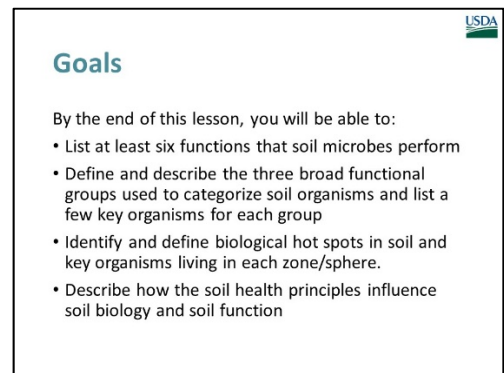 USDA
Goals
By the end of this lesson, you will be able to:
• List at least six functions that soil microbes perform
• Define and describe the three broad functional
groups used to categorize soil organisms and list a
few key organisms for each group
• Identify and define biological hot spots in soil and
key organisms living in each zone/sphere.
• Describe how the soil health principles influence
soil biology and soil function